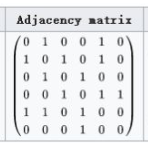 Adjacency matrix
0 1 0 0 1 0
1 0 1 0 1 0
0 1 0 1 0 0
0 0 1 0 1 1
1 1 0 1 0 0
0 0 0 1 0 0